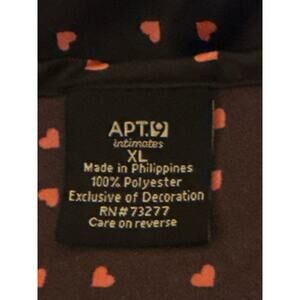 APT.9
intimates
XL
Made in Philippines
100% Polyester
Exclusive of Decoration
RN#73277
Care on reverse